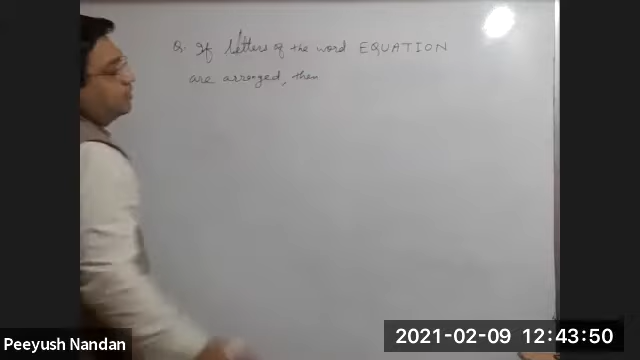 Q. If letters of the word EQUATION
are arranged, then
Peeyush Nandan
2021-02-09 12:43:50